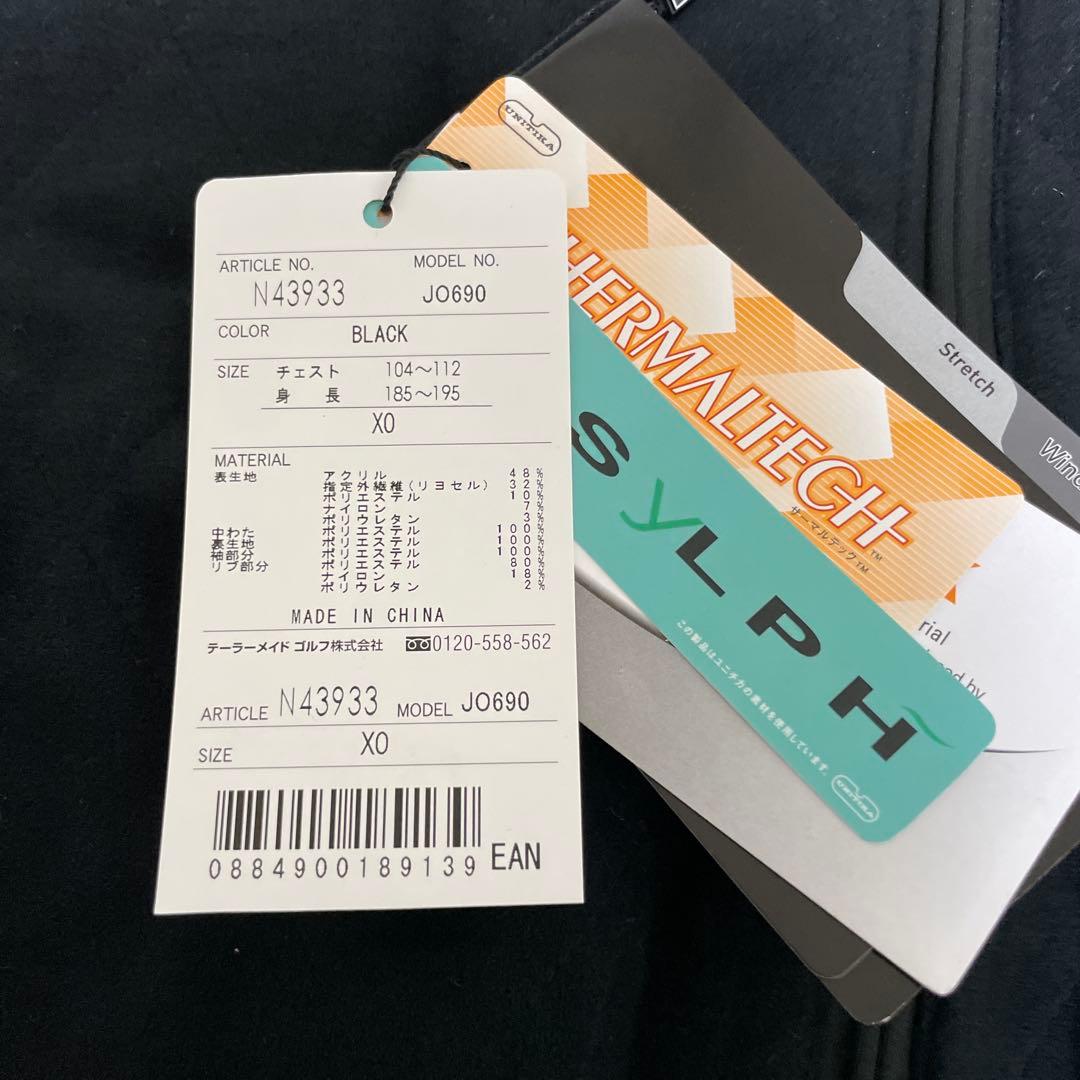 ARTICLE NO. MODEL NO.
N43933 JO690
COLOR BLACK
SIZE チェスト 104〜112
身長 185〜195
XO
MATERIAL
表生地 アクリル 48%
指定外繊維(リヨセル) 32%
ポリエステル 10%
ナイロン 7%
ポリウレタン 3%
中わた ポリエステル 100%
裏生地 ポリエステル 100%
袖部分 ポリエステル 100%
リブ部分 ポリエステル 80%
ナイロン 18%
ポリウレタン 2%
MADE IN CHINA
テーラーメイド ゴルフ株式会社 0120-558-562
ARTICLE N43933 MODEL JO690
SIZE XO
0884900189139 EAN
UNITIKA
THERMALTECH™
サーマルテック™
SYLPH
この製品はユニチカの素材を使用しています。
UNITIKA
Stretch
Wind
rial
by